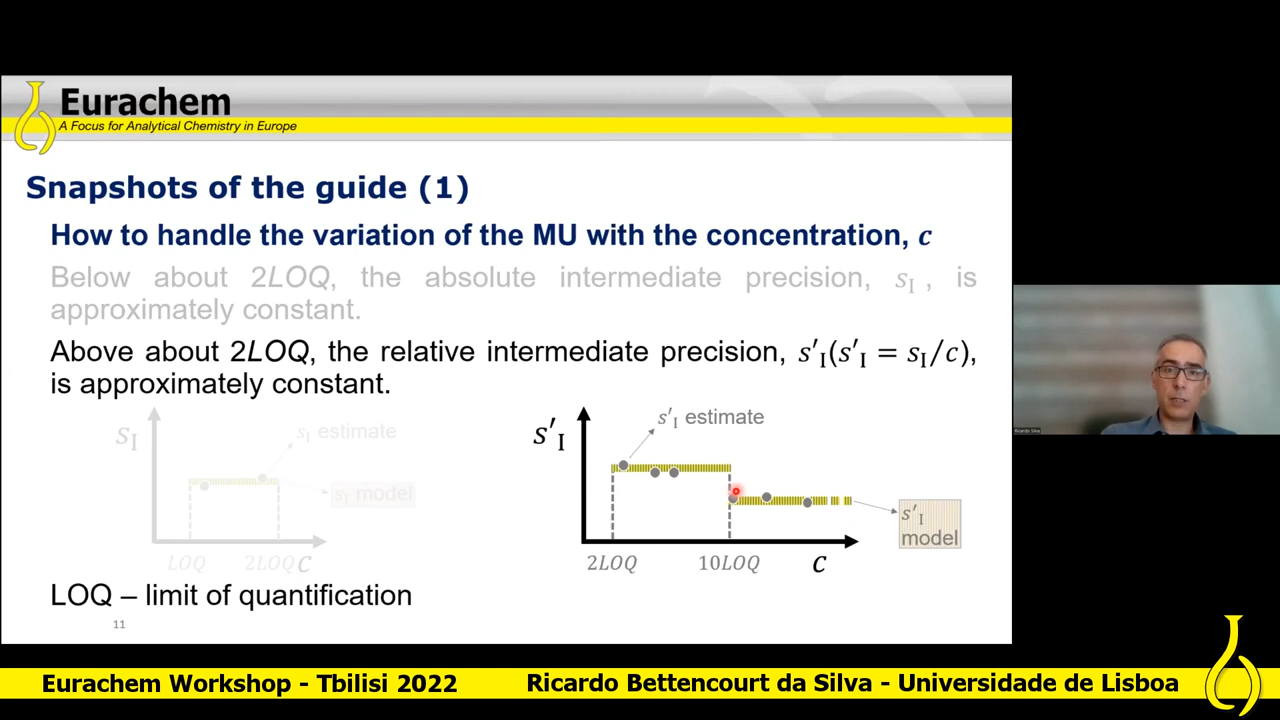 Eurachem
A Focus for Analytical Chemistry in Europe
Snapshots of the guide (1)
How to handle the variation of the MU with the concentration, c
Below about 2LOQ, the absolute intermediate precision, sI , is
approximately constant.
Above about 2LOQ, the relative intermediate precision, s′I(s′I = sI/c),
is approximately constant.
sI
sI estimate
sI model
LOQ
2LOQ
c
s′I
s′I estimate
s′I
model
2LOQ
10LOQ
c
LOQ – limit of quantification
11
Ricardo Silva
Eurachem Workshop - Tbilisi 2022
Ricardo Bettencourt da Silva - Universidade de Lisboa